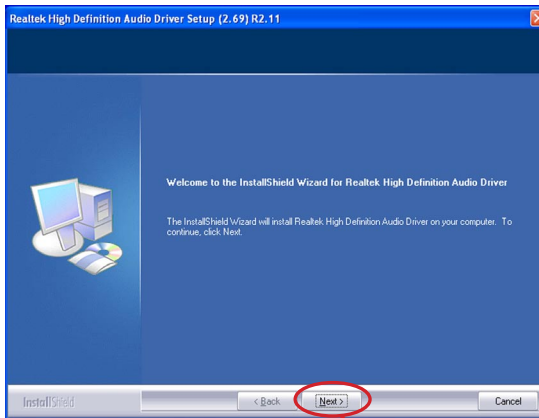 Realtek High Definition Audio Driver Setup (2.69) R2.11
Welcome to the InstallShield Wizard for Realtek High Definition Audio Driver
The InstallShield Wizard will install Realtek High Definition Audio Driver on your computer. To
continue, click Next.
InstallShield
< Back
Next >
Cancel